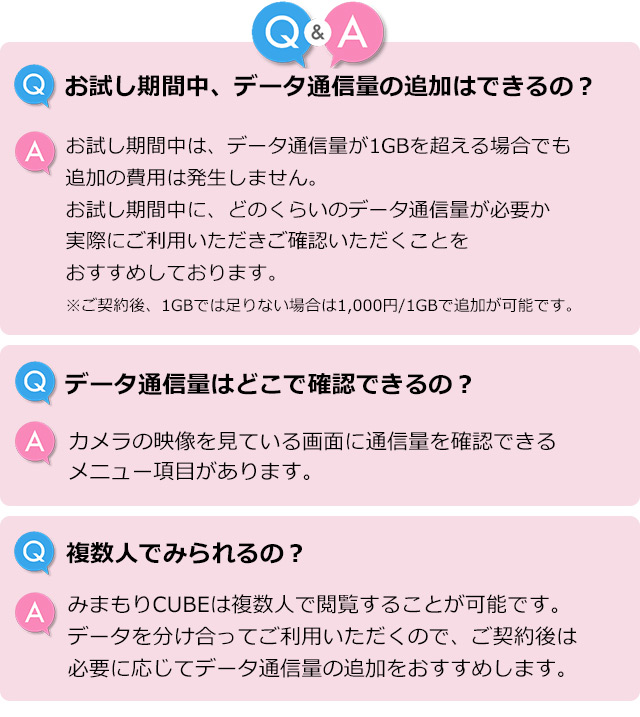 Q&A
Q お試し期間中、データ通信量の追加はできるの？
A お試し期間中は、データ通信量が1GBを超える場合でも
追加の費用は発生しません。
お試し期間中に、どのくらいのデータ通信量が必要か
実際にご利用いただきご確認いただくことを
おすすめしております。
※ご契約後、1GBでは足りない場合は1,000円/1GBで追加が可能です。
Q データ通信量はどこで確認できるの？
A カメラの映像を見ている画面に通信量を確認できる
メニュー項目があります。
Q 複数人でみられるの？
A みまもりCUBEは複数人で閲覧することが可能です。
データを分け合ってご利用いただくので、ご契約後は
必要に応じてデータ通信量の追加をおすすめします。